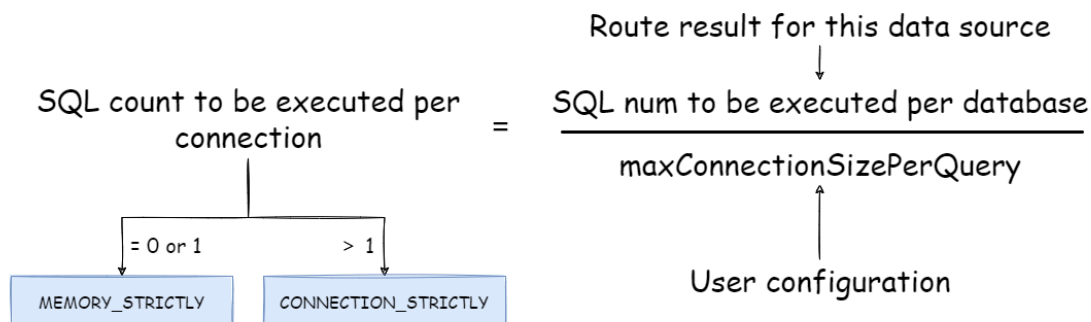 Route result for this data source
SQL count to be executed per
connection
=
SQL num to be executed per database
maxConnectionSizePerQuery
= 0 or 1
> 1
MEMORY_STRICTLY
CONNECTION_STRICTLY
User configuration